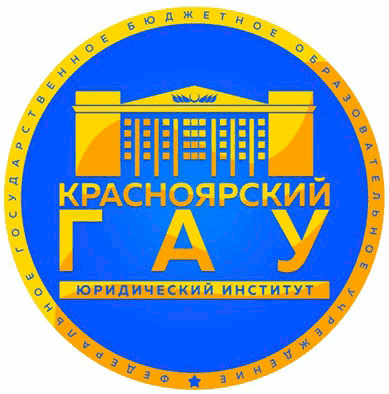 ФЕДЕРАЛЬНОЕ ГОСУДАРСТВЕННОЕ БЮДЖЕТНОЕ ОБРАЗОВАТЕЛЬНОЕ УЧРЕЖДЕНИЕ
КРАСНОЯРСКИЙ
ГАУ
ЮРИДИЧЕСКИЙ ИНСТИТУТ